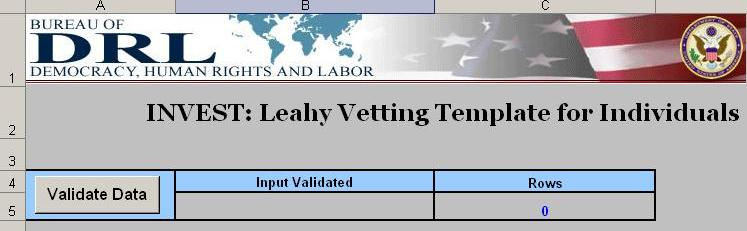 A B C
BUREAU OF
DRL
DEMOCRACY, HUMAN RIGHTS AND LABOR
1
INVEST: Leahy Vetting Template for Individuals
2
3
4 Validate Data Input Validated Rows
5 0